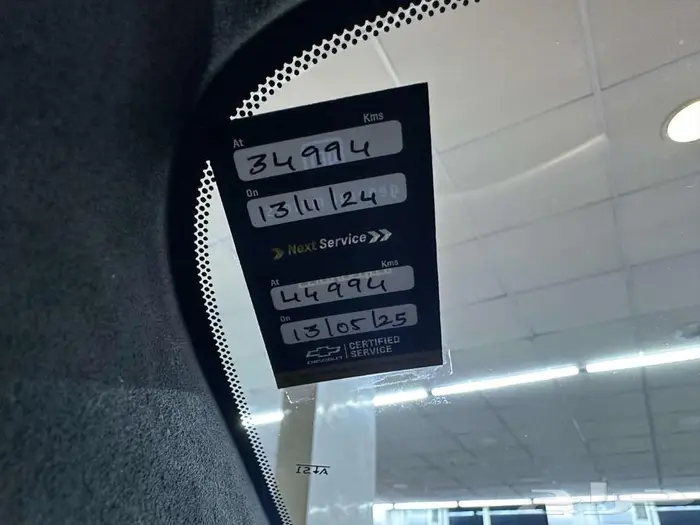 At Kms
34994
On
13/11/24
Next Service
At Kms
44994
On
13/05/25
CHEVROLET CERTIFIED
SERVICE